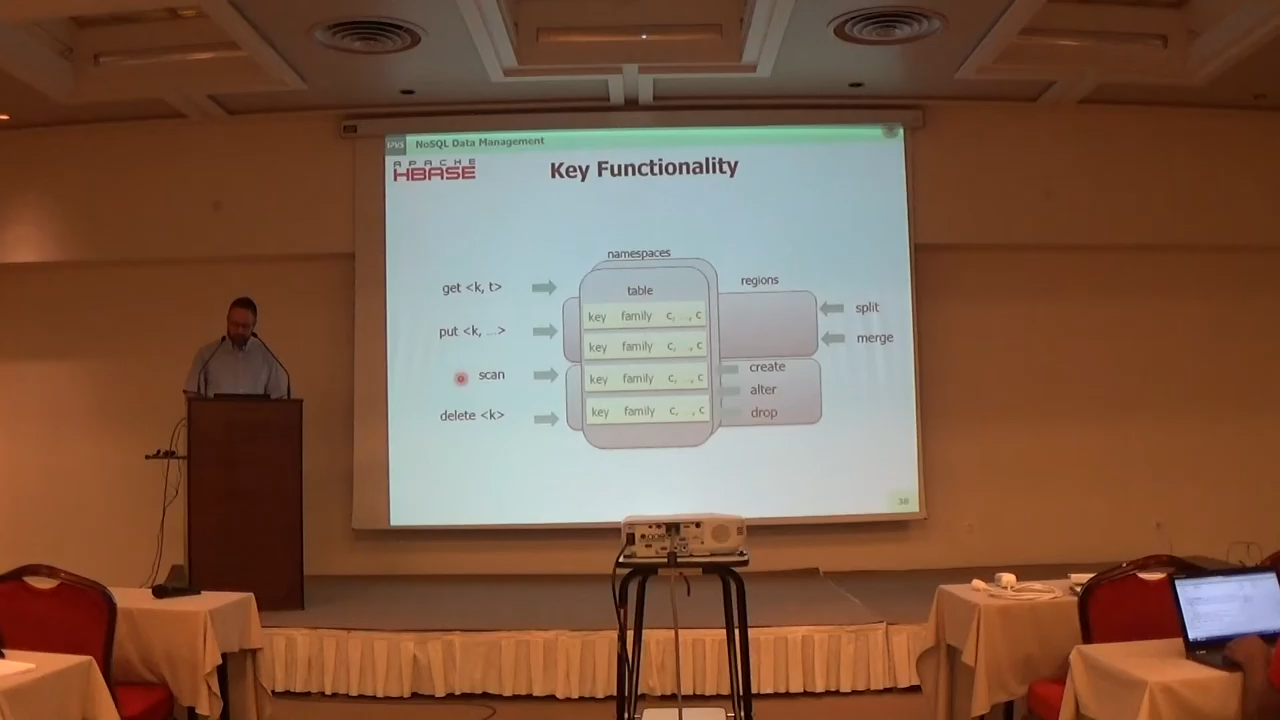 IPVS NoSQL Data Management
APACHE
HBASE
Key Functionality
namespaces
get <k, t>
table
regions
key family c, ..., c
split
put <k, ...>
key family c, ..., c
merge
scan
key family c, ..., c
create
alter
delete <k>
key family c, ..., c
drop
38